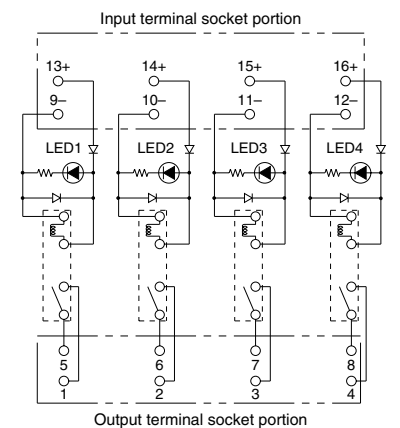 Input terminal socket portion
13+ 14+ 15+ 16+
9– 10– 11– 12–
LED1 LED2 LED3 LED4
5 6 7 8
1 2 3 4
Output terminal socket portion